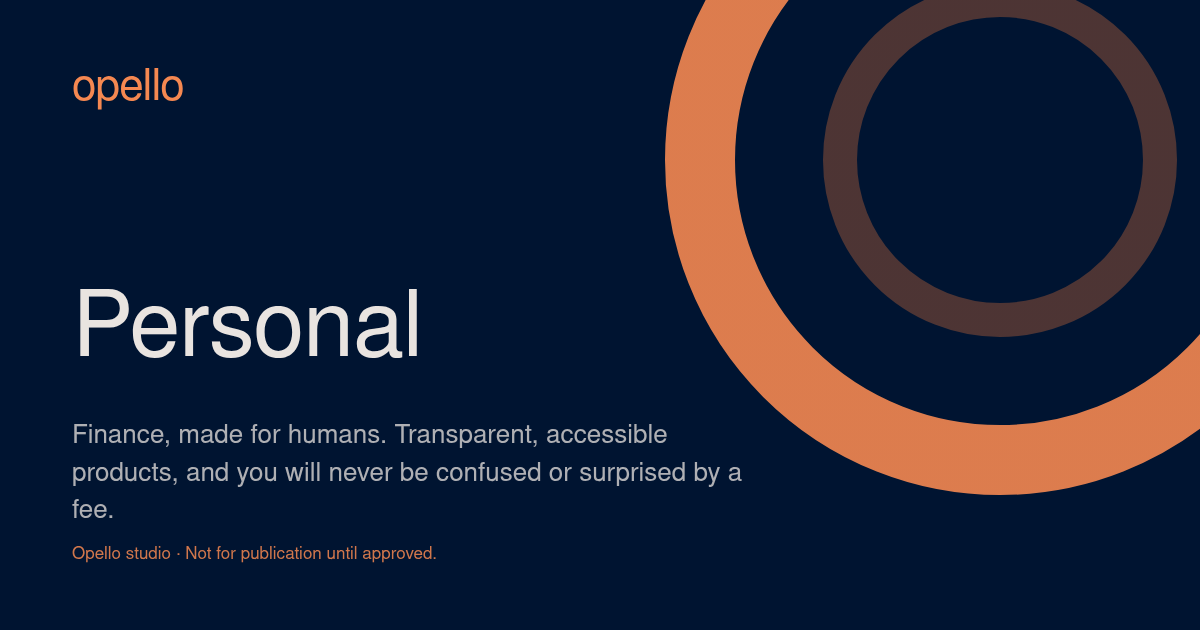 opello
Personal
Finance, made for humans. Transparent, accessible
products, and you will never be confused or surprised by a
fee.
Opello studio · Not for publication until approved.